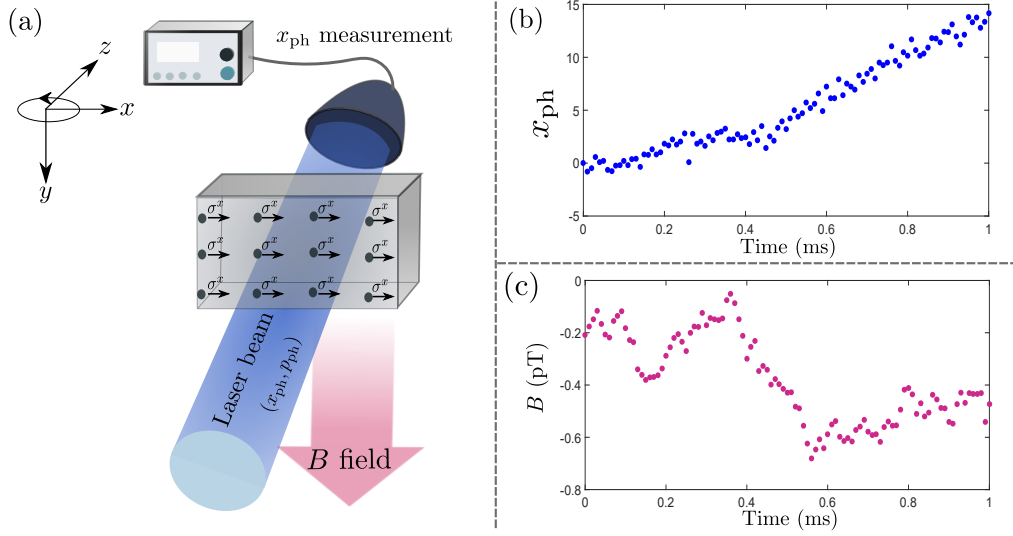 (a)
x_ph measurement
z
x
y
σ^x σ^x σ^x σ^x
σ^x σ^x σ^x σ^x
σ^x σ^x σ^x σ^x
Laser beam
(x_ph, p_ph)
B field
(b)
15
10
5
0
-5
x_ph
0 0.2 0.4 0.6 0.8 1
Time (ms)
(c)
0
-0.2
-0.4
-0.6
-0.8
B (pT)
0 0.2 0.4 0.6 0.8 1
Time (ms)